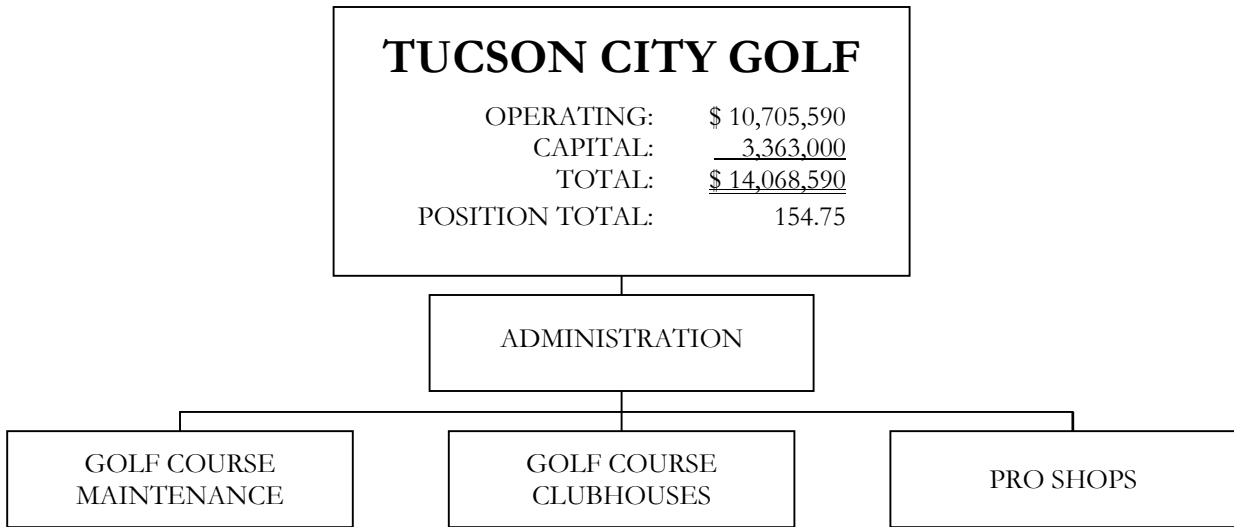 TUCSON CITY GOLF
OPERATING: $ 10,705,590
CAPITAL: 3,363,000
TOTAL: $ 14,068,590
POSITION TOTAL: 154.75
ADMINISTRATION
GOLF COURSE
MAINTENANCE
GOLF COURSE
CLUBHOUSES
PRO SHOPS